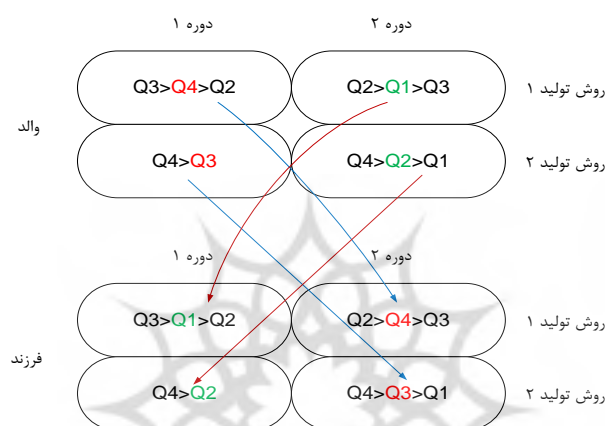 دوره ۱ دوره ۲
Q3>Q4>Q2 Q2>Q1>Q3 روش تولید ۱
والد
Q4>Q3 Q4>Q2>Q1 روش تولید ۲
دوره ۱ دوره ۲
Q3>Q1>Q2 Q2>Q4>Q3 روش تولید ۱
فرزند
Q4>Q2 Q4>Q3>Q1 روش تولید ۲